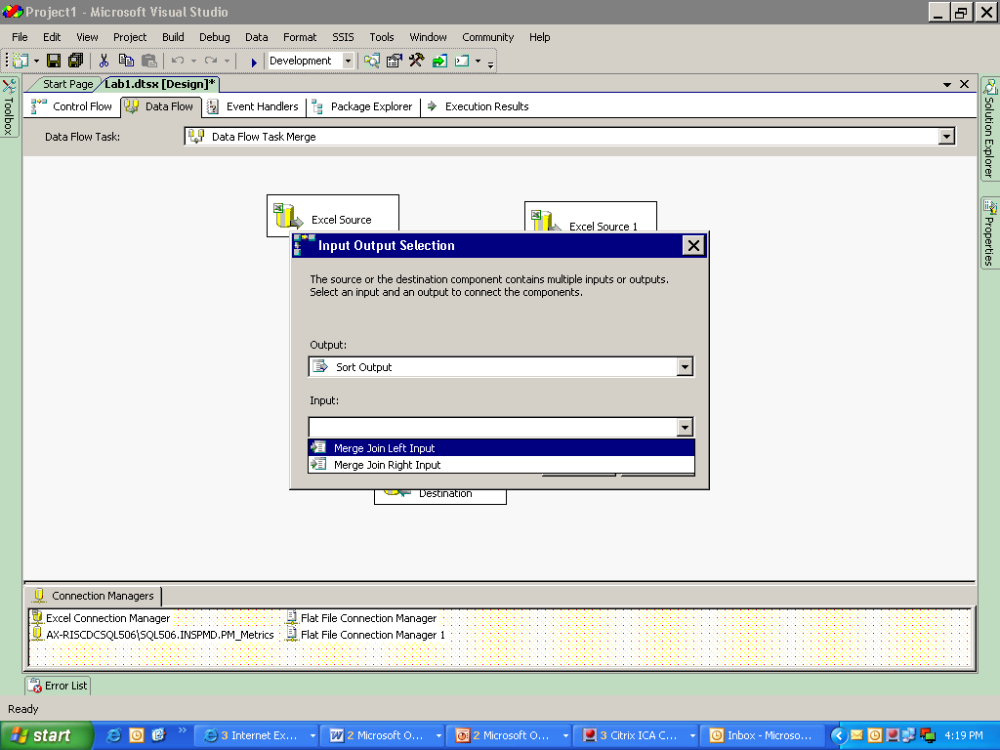 Project1 - Microsoft Visual Studio
File Edit View Project Build Debug Data Format SSIS Tools Window Community Help
Development
Start Page Lab1.dtsx [Design]*
Toolbox
Control Flow Data Flow Event Handlers Package Explorer Execution Results
Data Flow Task: Data Flow Task Merge
Solution Explorer
Properties
Excel Source
Excel Source 1
Input Output Selection
The source or the destination component contains multiple inputs or outputs.
Select an input and an output to connect the components.
Output:
Sort Output
Input:
Merge Join Left Input
Merge Join Right Input
Destination
Connection Managers
Excel Connection Manager Flat File Connection Manager
AX-RISCDCSQL506\SQL506.INSPMD.PM_Metrics Flat File Connection Manager 1
Error List
Ready
start 3 Internet Ex... 2 Microsoft O... 2 Microsoft O... 3 Citrix ICA C... Inbox - Microso... 4:19 PM